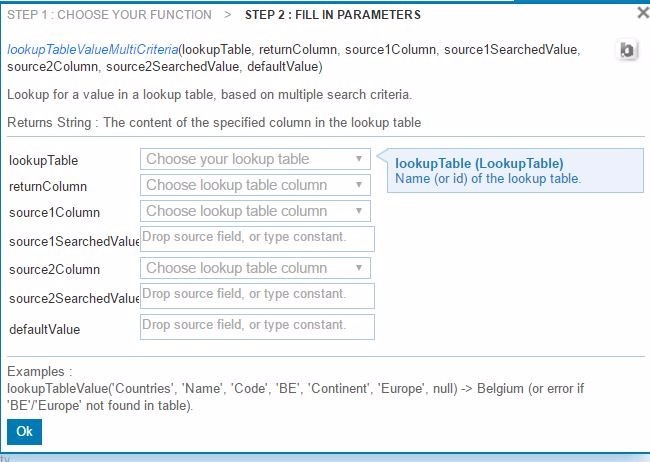 STEP 1 : CHOOSE YOUR FUNCTION > STEP 2 : FILL IN PARAMETERS
lookupTableValueMultiCriteria(lookupTable, returnColumn, source1Column, source1SearchedValue,
source2Column, source2SearchedValue, defaultValue)
Lookup for a value in a lookup table, based on multiple search criteria.
Returns String : The content of the specified column in the lookup table
lookupTable Choose your lookup table
lookupTable (LookupTable)
Name (or id) of the lookup table.
returnColumn Choose lookup table column
source1Column Choose lookup table column
source1SearchedValue Drop source field, or type constant.
source2Column Choose lookup table column
source2SearchedValue Drop source field, or type constant.
defaultValue Drop source field, or type constant.
Examples :
lookupTableValue('Countries', 'Name', 'Code', 'BE', 'Continent', 'Europe', null) -> Belgium (or error if
'BE'/'Europe' not found in table).
Ok